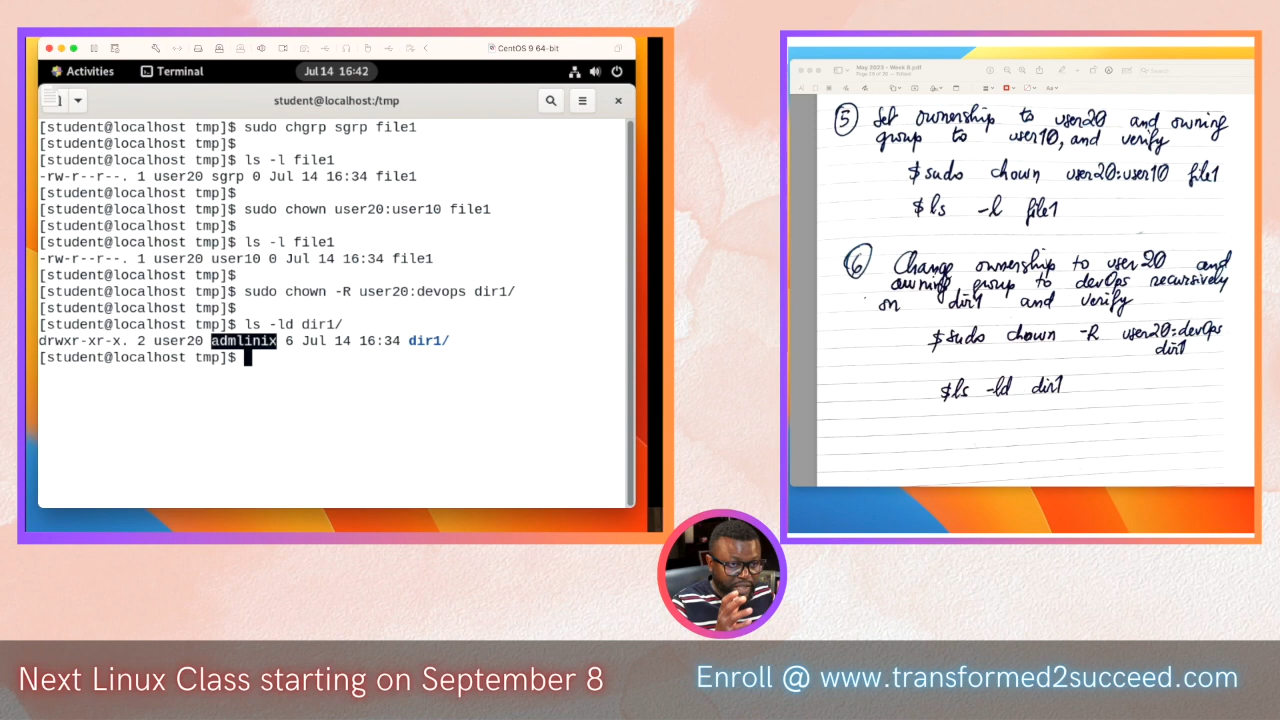 CentOS 9 64-bit
Activities
Terminal
Jul 14 16:42
student@localhost:/tmp
[student@localhost tmp]$ sudo chgrp sgrp file1
[student@localhost tmp]$
[student@localhost tmp]$ ls -l file1
-rw-r--r--. 1 user20 sgrp 0 Jul 14 16:34 file1
[student@localhost tmp]$
[student@localhost tmp]$ sudo chown user20:user10 file1
[student@localhost tmp]$
[student@localhost tmp]$ ls -l file1
-rw-r--r--. 1 user20 user10 0 Jul 14 16:34 file1
[student@localhost tmp]$
[student@localhost tmp]$ sudo chown -R user20:devops dir1/
[student@localhost tmp]$
[student@localhost tmp]$ ls -ld dir1/
drwxr-xr-x. 2 user20 admlinix 6 Jul 14 16:34 dir1/
[student@localhost tmp]$
May 2023 - Week 8.pdf
Search
5 Set ownership to user20 and owning
group to user10, and verify
$ sudo chown user20:user10 file1
$ ls -l file1
6 Change ownership to user20 and
owning group to devOps recursively
on dir1 and verify
$ sudo chown -R user20:devOps
dir1
$ ls -ld dir1
Next Linux Class starting on September 8
Enroll @ www.transformed2succeed.com